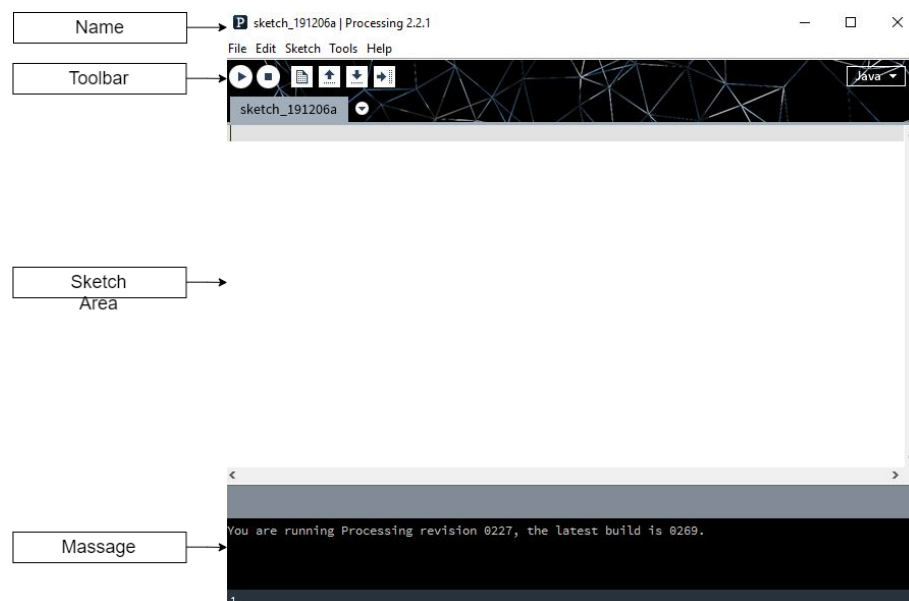 Name
sketch_191206a | Processing 2.2.1
File Edit Sketch Tools Help
Toolbar
Java
sketch_191206a
Sketch
Area
You are running Processing revision 0227, the latest build is 0269.
Massage
1